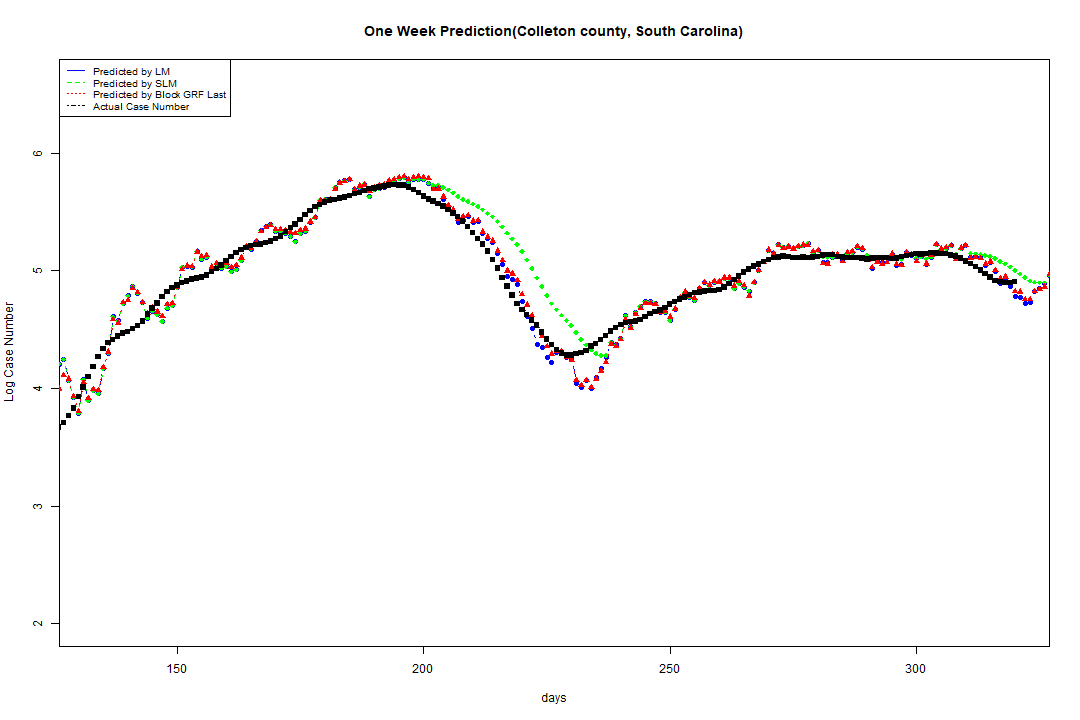 One Week Prediction(Colleton county, South Carolina)
Predicted by LM
Predicted by SLM
Predicted by Block GRF Last
Actual Case Number
6
5
4
3
2
Log Case Number
150
200
250
300
days